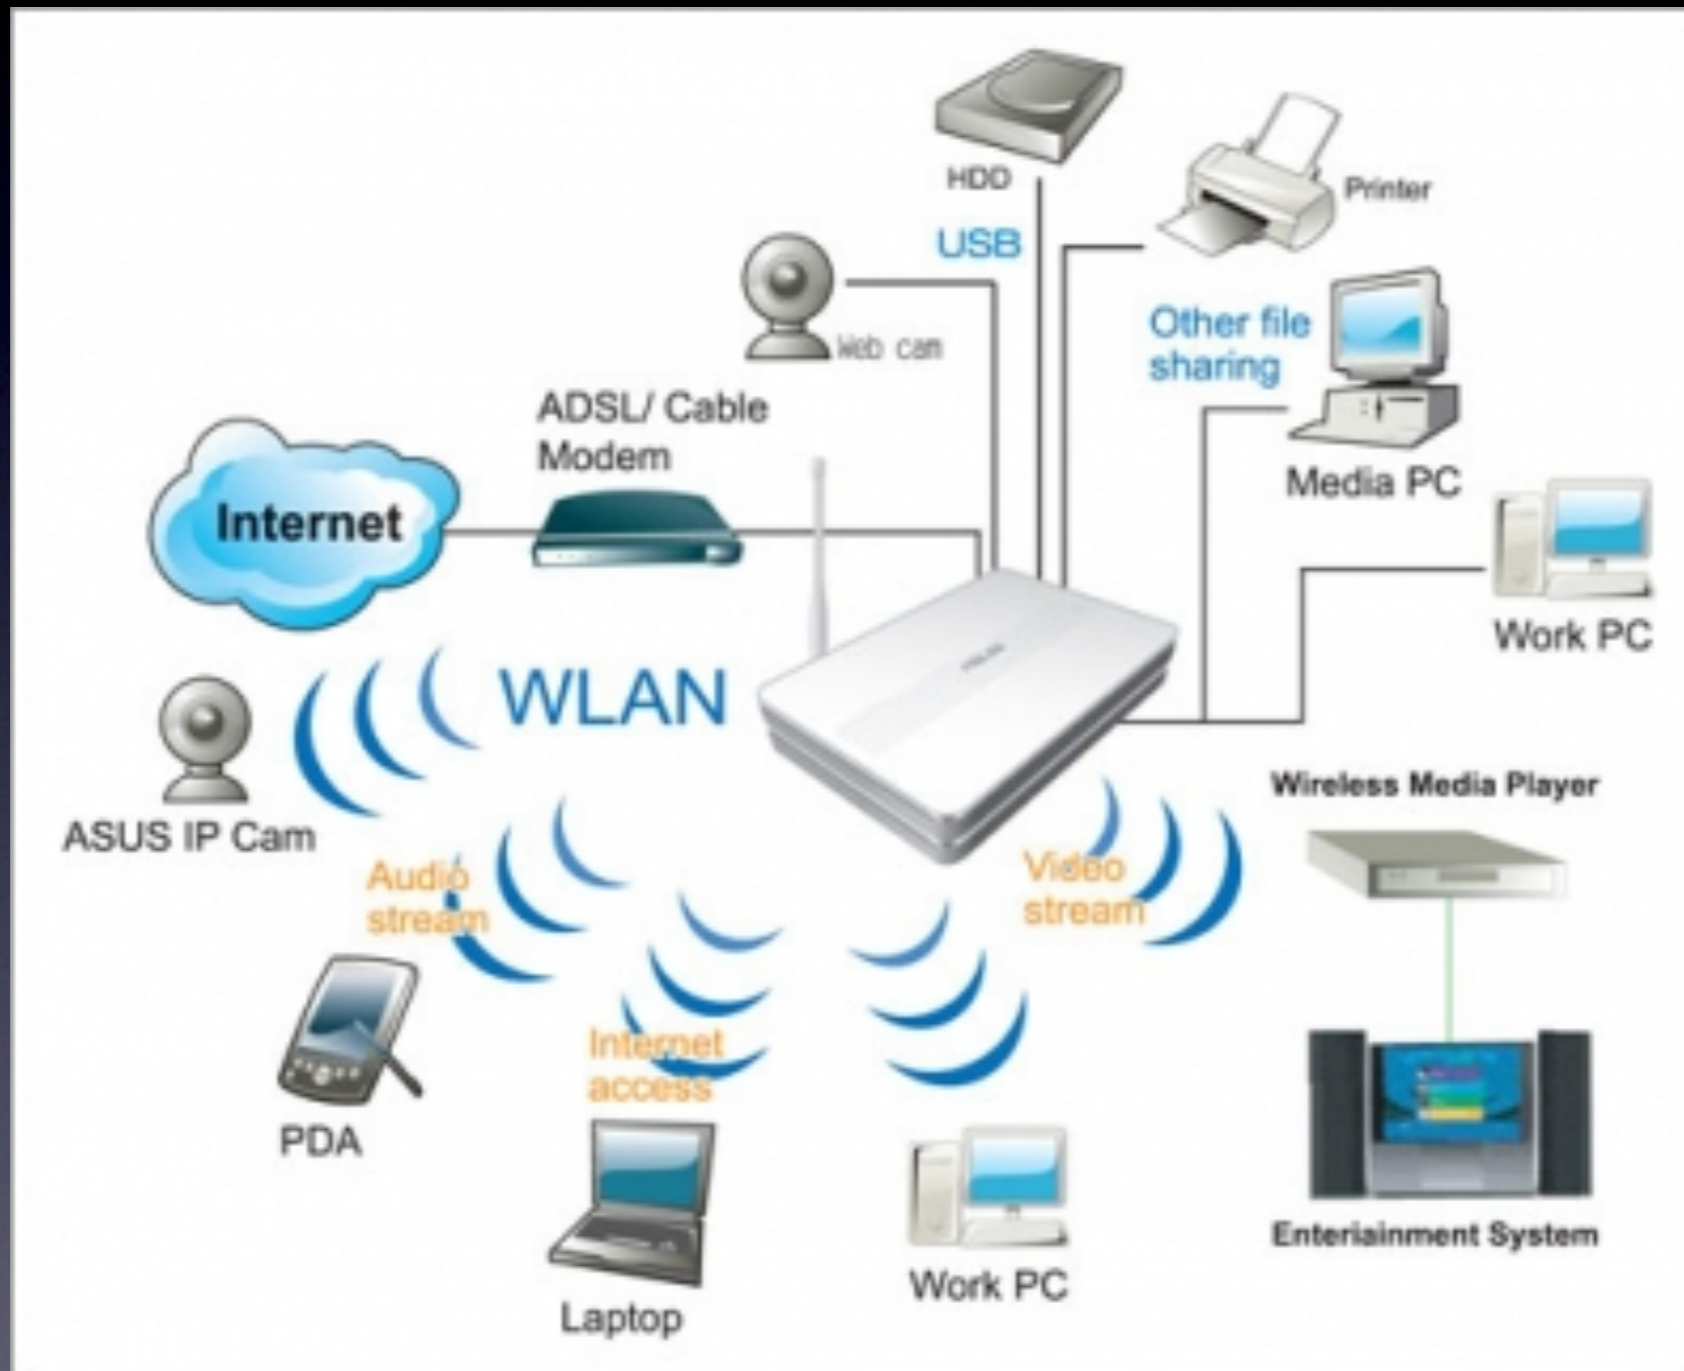 HDD
Printer
USB
Web cam
Other file
sharing
ADSL/ Cable
Modem
Media PC
Internet
Work PC
WLAN
Wireless Media Player
ASUS IP Cam
Audio
stream
Video
stream
Internet
access
PDA
Laptop
Work PC
Enteriainment System